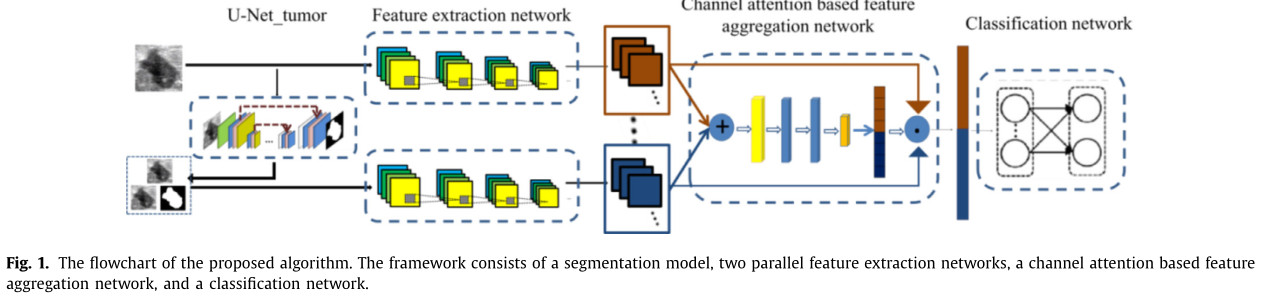 U-Net_tumor
Feature extraction network
Channel attention based feature
aggregation network
Classification network
+
...
Fig. 1. The flowchart of the proposed algorithm. The framework consists of a segmentation model, two parallel feature extraction networks, a channel attention based feature
aggregation network, and a classification network.